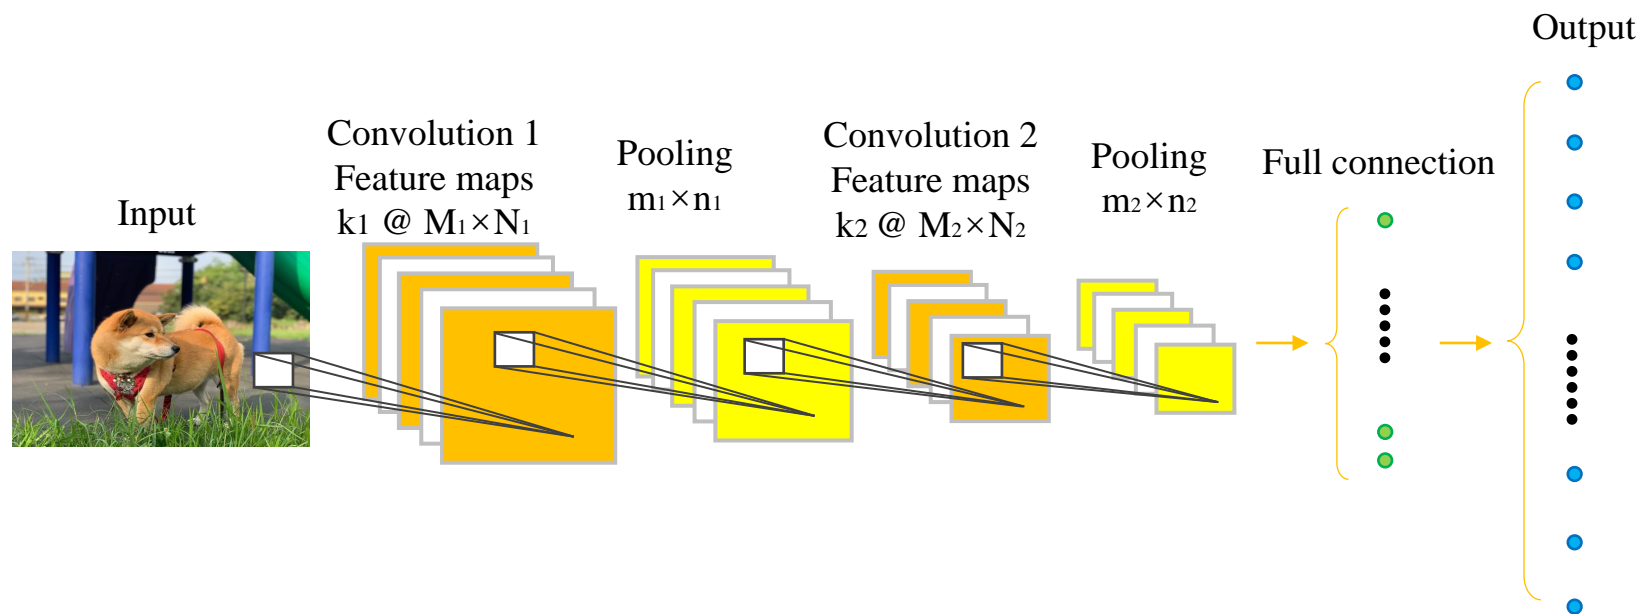 Input
Convolution 1
Feature maps
k1 @ M1×N1
Pooling
m1×n1
Convolution 2
Feature maps
k2 @ M2×N2
Pooling
m2×n2
Full connection
Output